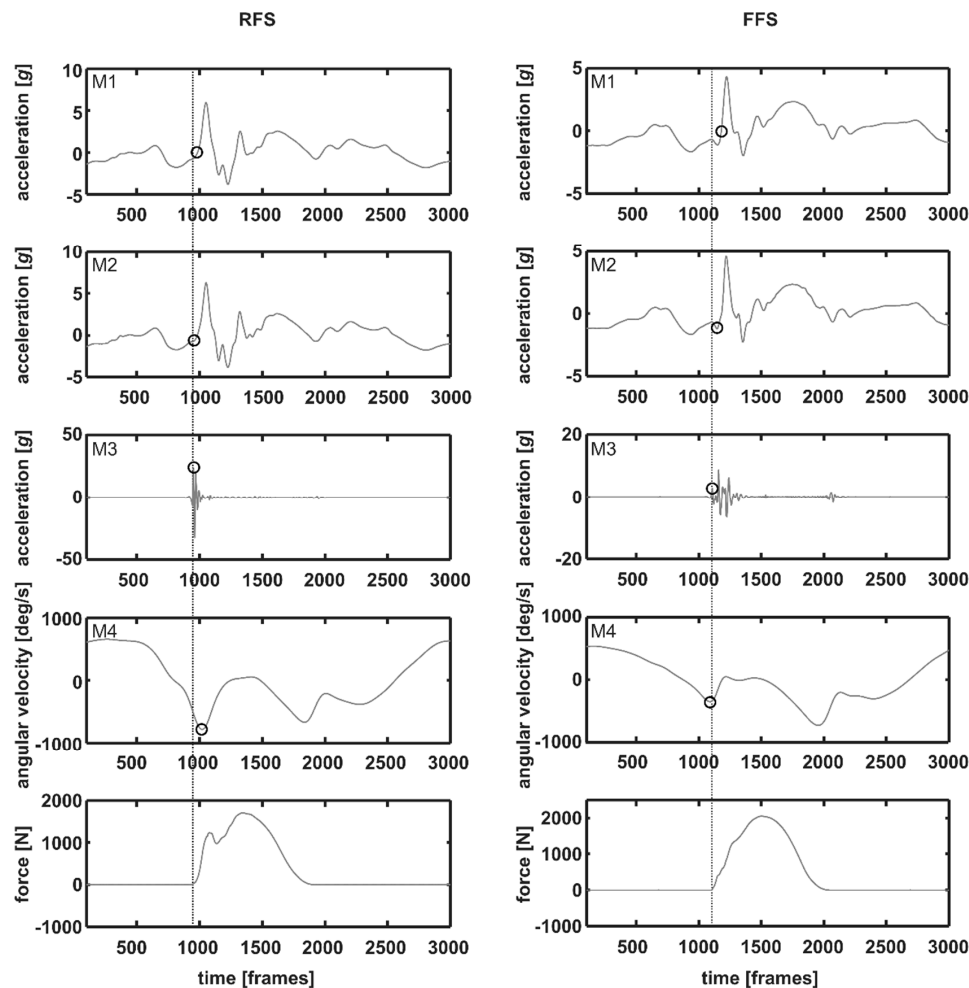 RFS
M1
acceleration [g]
10
5
0
-5
500 1000 1500 2000 2500 3000
M2
acceleration [g]
10
5
0
-5
500 1000 1500 2000 2500 3000
M3
acceleration [g]
50
0
-50
500 1000 1500 2000 2500 3000
M4
angular velocity [deg/s]
1000
0
-1000
500 1000 1500 2000 2500 3000
force [N]
2000
1000
0
-1000
500 1000 1500 2000 2500 3000
time [frames]
FFS
M1
acceleration [g]
5
0
-5
500 1000 1500 2000 2500 3000
M2
acceleration [g]
5
0
-5
500 1000 1500 2000 2500 3000
M3
acceleration [g]
20
0
-20
500 1000 1500 2000 2500 3000
M4
angular velocity [deg/s]
1000
0
-1000
500 1000 1500 2000 2500 3000
force [N]
2000
1000
0
-1000
500 1000 1500 2000 2500 3000
time [frames]